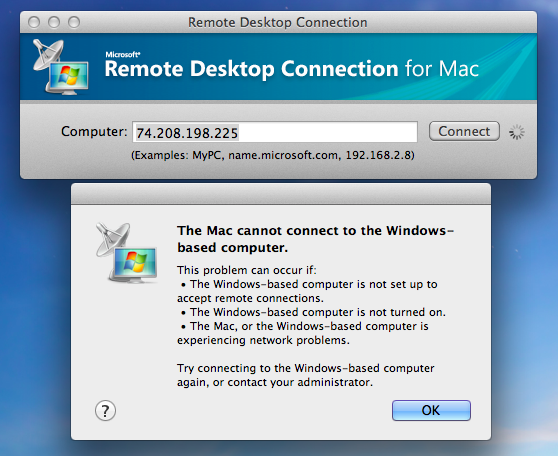 Remote Desktop Connection
Microsoft®
Remote Desktop Connection for Mac
Computer: 74.208.198.225 Connect
(Examples: MyPC, name.microsoft.com, 192.168.2.8)
The Mac cannot connect to the Windows-
based computer.
This problem can occur if:
• The Windows-based computer is not set up to
accept remote connections.
• The Windows-based computer is not turned on.
• The Mac, or the Windows-based computer is
experiencing network problems.
Try connecting to the Windows-based computer
again, or contact your administrator.
? OK